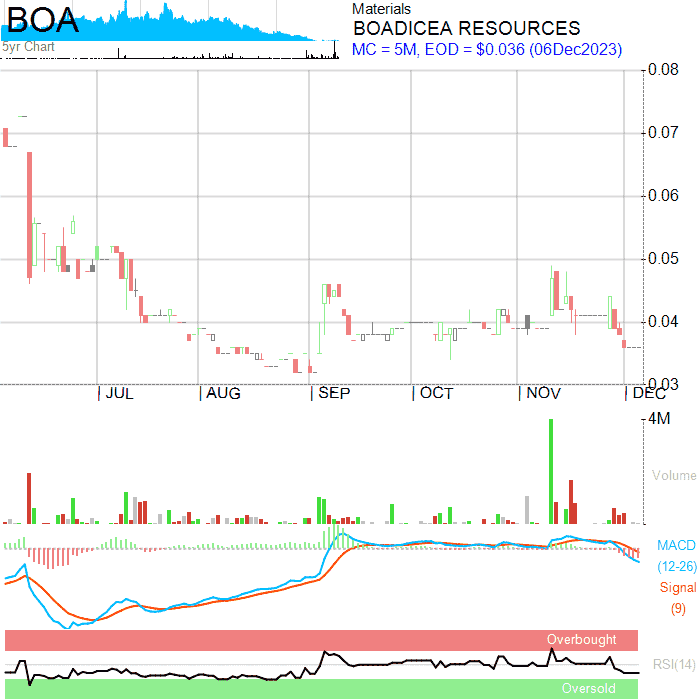 BOA
5yr Chart
Materials
BOADICEA RESOURCES
MC = 5M, EOD = $0.036 (06Dec2023)
0.08
0.07
0.06
0.05
0.04
0.03
JUL AUG SEP OCT NOV DEC
4M
Volume
MACD
(12-26)
Signal
(9)
Overbought
RSI(14)
Oversold